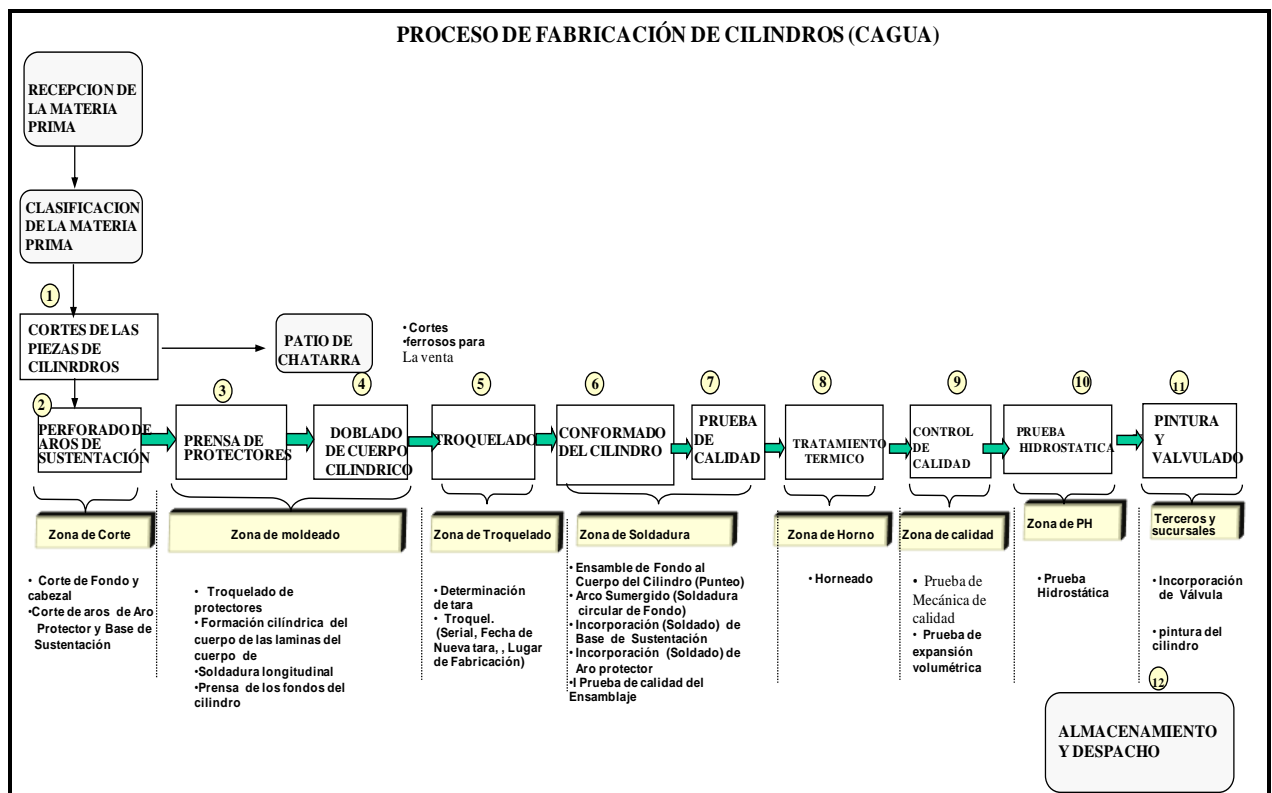 PROCESO DE FABRICACIÓN DE CILINDROS (CAGUA)
RECEPCION DE
LA MATERIA
PRIMA
CLASIFICACION
DE LA MATERIA
PRIMA
1
CORTES DE LAS
PIEZAS DE
CILINRDROS
PATIO DE
CHATARRA
• Cortes
•ferrosos para
La venta
2
PERFORADO DE
AROS DE
SUSTENTACIÓN
3
PRENSA DE
PROTECTORES
4
DOBLADO
DE CUERPO
CILINDRICO
5
TROQUELADO
6
CONFORMADO
DEL CILINDRO
7
PRUEBA
DE
CALIDAD
8
TRATAMIENTO
TERMICO
9
CONTROL
DE
CALIDAD
10
PRUEBA
HIDROSTATICA
11
PINTURA
Y
VALVULADO
Zona de Corte
Zona de moldeado
Zona de Troquelado
Zona de Soldadura
Zona de Horno
Zona de calidad
Zona de PH
Terceros y
sucursales
• Corte de Fondo y
cabezal
•Corte de aros de Aro
Protector y Base de
Sustentación
• Troquelado de
protectores
• Formación cilíndrica del
cuerpo de las laminas del
cuerpo de
•Soldadura longitudinal
•Prensa de los fondos del
cilindro
• Determinación
de tara
• Troquel.
(Serial, Fecha de
Nueva tara, , Lugar
de Fabricación)
• Ensamble de Fondo al
Cuerpo del Cilindro (Punteo)
• Arco Sumergido (Soldadura
circular de Fondo)
• Incorporación (Soldado) de
Base de Sustentación
• Incorporación (Soldado) de
Aro protector
•I Prueba de calidad del
Ensamblaje
• Horneado
• Prueba de
Mecánica de
calidad
• Prueba de
expansión
volumétrica
• Prueba
Hidrostática
• Incorporación
de Válvula
• pintura del
cilindro
12
ALMACENAMIENTO
Y DESPACHO